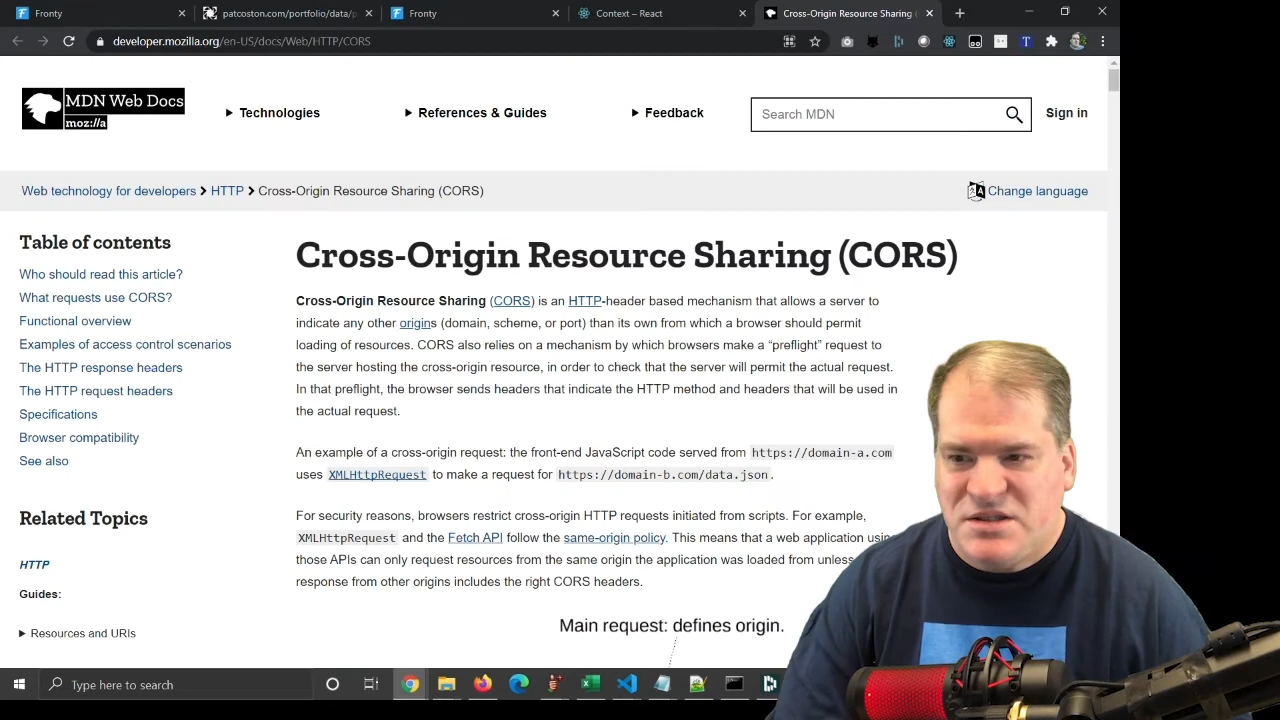 Fronty
patcoston.com/portfolio/data/p
Fronty
Context – React
Cross-Origin Resource Sharing (
developer.mozilla.org/en-US/docs/Web/HTTP/CORS
MDN Web Docs
moz://a
Technologies
References & Guides
Feedback
Search MDN
Sign in
Web technology for developers > HTTP > Cross-Origin Resource Sharing (CORS)
Change language
Table of contents
Who should read this article?
What requests use CORS?
Functional overview
Examples of access control scenarios
The HTTP response headers
The HTTP request headers
Specifications
Browser compatibility
See also
Related Topics
HTTP
Guides:
Resources and URIs
Cross-Origin Resource Sharing (CORS)
Cross-Origin Resource Sharing (CORS) is an HTTP-header based mechanism that allows a server to
indicate any other origins (domain, scheme, or port) than its own from which a browser should permit
loading of resources. CORS also relies on a mechanism by which browsers make a “preflight” request to
the server hosting the cross-origin resource, in order to check that the server will permit the actual request.
In that preflight, the browser sends headers that indicate the HTTP method and headers that will be used in
the actual request.
An example of a cross-origin request: the front-end JavaScript code served from https://domain-a.com
uses XMLHttpRequest to make a request for https://domain-b.com/data.json.
For security reasons, browsers restrict cross-origin HTTP requests initiated from scripts. For example,
XMLHttpRequest and the Fetch API follow the same-origin policy. This means that a web application using
those APIs can only request resources from the same origin the application was loaded from unless
response from other origins includes the right CORS headers.
Main request: defines origin.
Type here to search